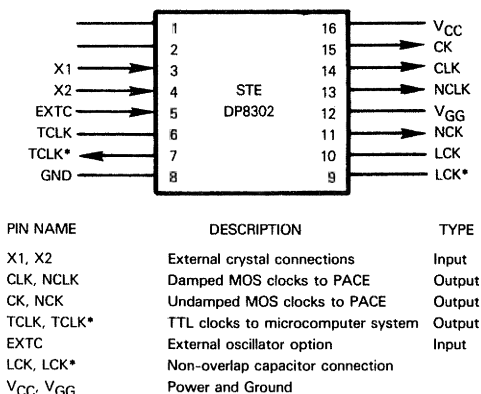 1 16 VCC
2 15 CK
X1 3 14 CLK
X2 4 STE 13 NCLK
EXTC 5 DP8302 12 VGG
TCLK 6 11 NCK
TCLK* 7 10 LCK
GND 8 9 LCK*
PIN NAME DESCRIPTION TYPE
X1, X2 External crystal connections Input
CLK, NCLK Damped MOS clocks to PACE Output
CK, NCK Undamped MOS clocks to PACE Output
TCLK, TCLK* TTL clocks to microcomputer system Output
EXTC External oscillator option Input
LCK, LCK* Non-overlap capacitor connection
VCC, VGG Power and Ground